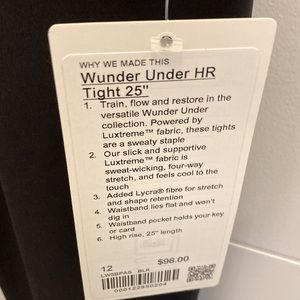 WHY WE MADE THIS
Wunder Under HR
Tight 25"
1. Train, flow and restore in the
versatile Wunder Under
collection. Powered by
Luxtreme™ fabric, these tights
are a sweaty staple
2. Our slick and supportive
Luxtreme™ fabric is
sweat-wicking, four-way
stretch, and feels cool to the
touch
3. Added Lycra® fibre for stretch
and shape retention
4. Waistband lies flat and won't
dig in
5. Waistband pocket holds your key
or card
6. High rise, 25" length
12 $98.00
LW5BPAS BLK
000122850204